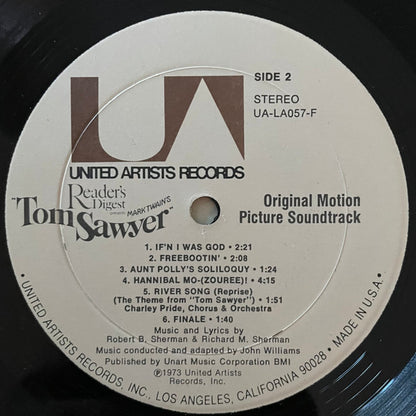 UA
SIDE 2
STEREO
UA-LA057-F
UNITED ARTISTS RECORDS
Reader's
Digest
presents MARK TWAIN'S
"Tom
Sawyer"
Original Motion
Picture Soundtrack
1. IF'N I WAS GOD • 2:21
2. FREEBOOTIN' • 2:08
3. AUNT POLLY'S SOLILOQUY • 1:24
4. HANNIBAL MO-(ZOUREE)! • 4:15
5. RIVER SONG (Reprise)
(The Theme from "Tom Sawyer") • 1:51
Charley Pride, Chorus & Orchestra
6. FINALE • 1:40
Music and Lyrics by
Robert B. Sherman & Richard M. Sherman
Music conducted and adapted by John Williams
Published by Unart Music Corporation BMI
℗1973 United Artists
Records, Inc.
• UNITED ARTISTS RECORDS, INC., LOS ANGELES, CALIFORNIA 90028 • MADE IN U.S.A. •